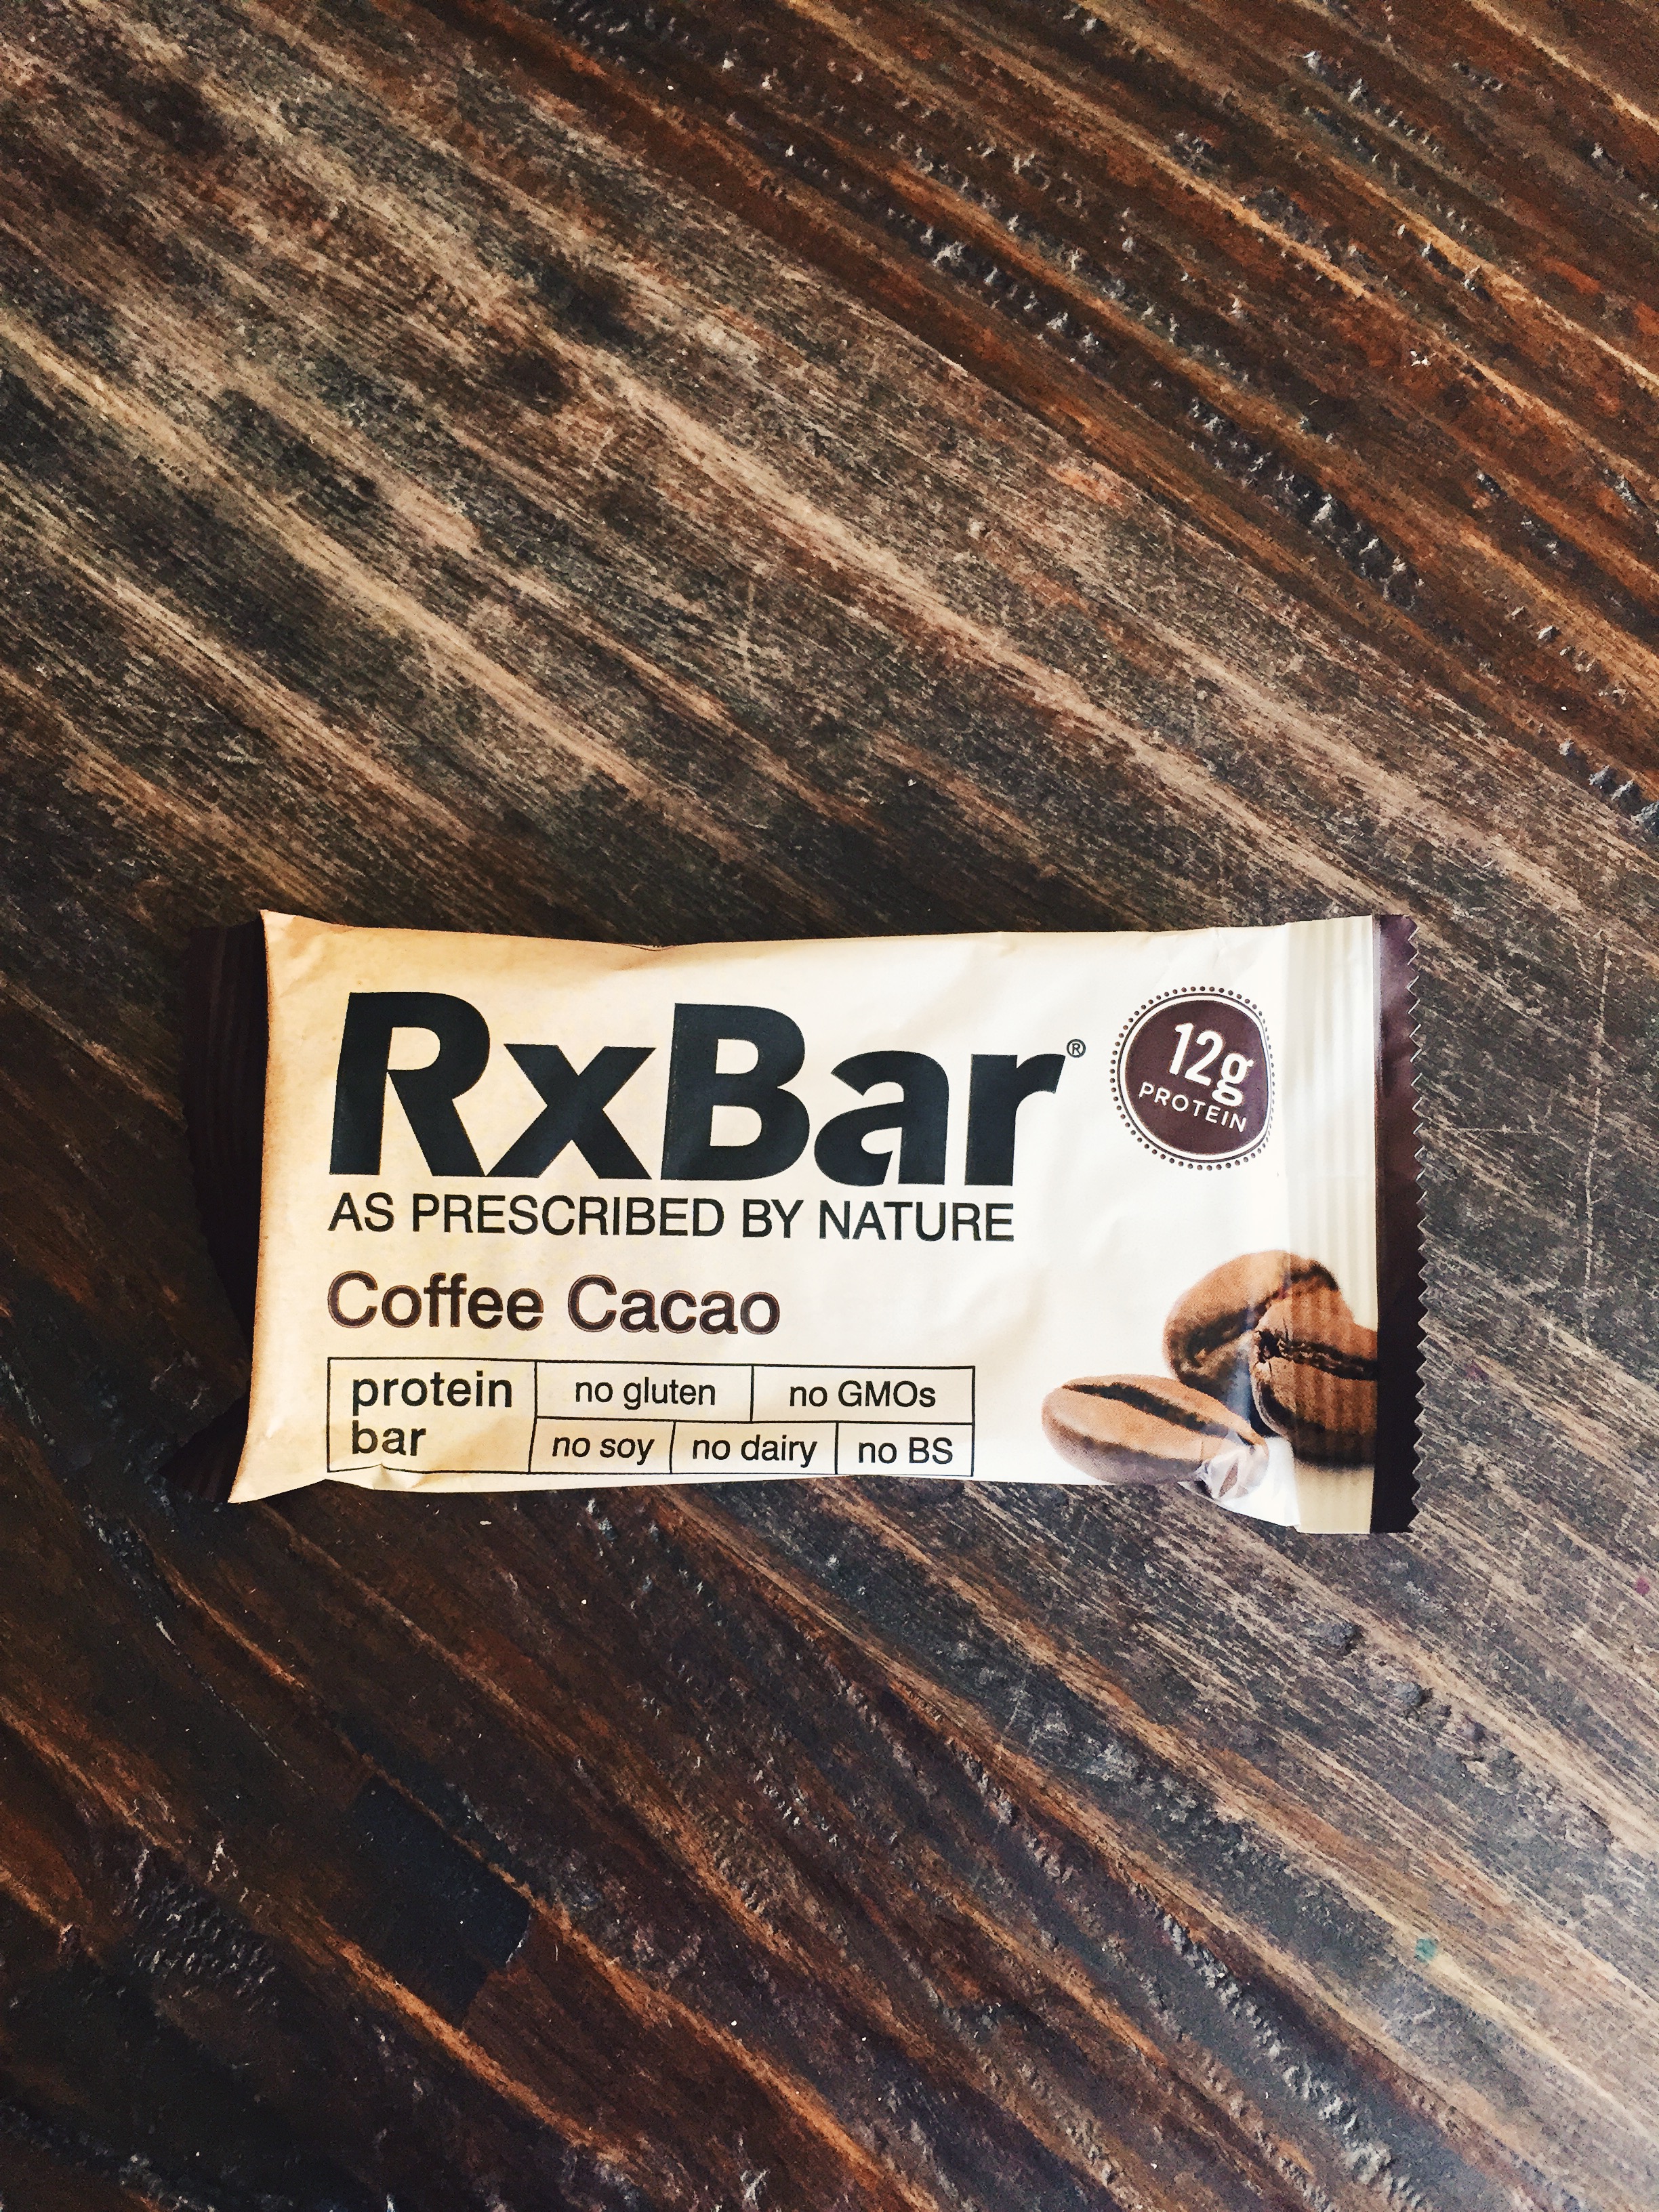 RxBar®
12g
PROTEIN
AS PRESCRIBED BY NATURE
Coffee Cacao
protein bar
no gluten
no GMOs
no soy
no dairy
no BS